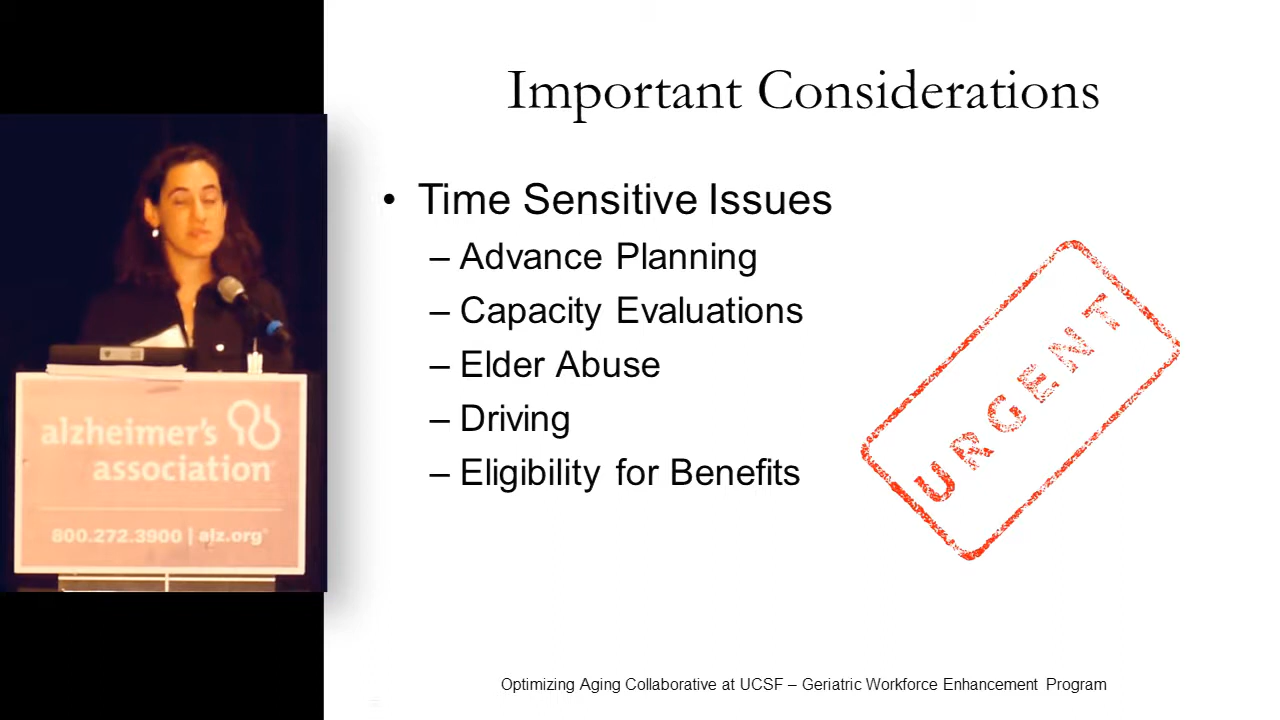 Important Considerations
• Time Sensitive Issues
– Advance Planning
– Capacity Evaluations
– Elder Abuse
– Driving
– Eligibility for Benefits
URGENT
alzheimer's
association
800.272.3900 | alz.org
Optimizing Aging Collaborative at UCSF – Geriatric Workforce Enhancement Program